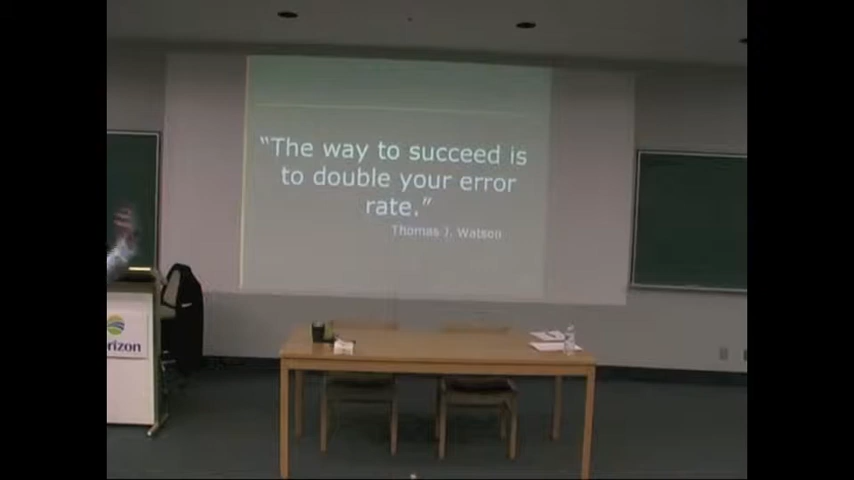 “The way to succeed is
to double your error
rate.”
Thomas J. Watson
rizon